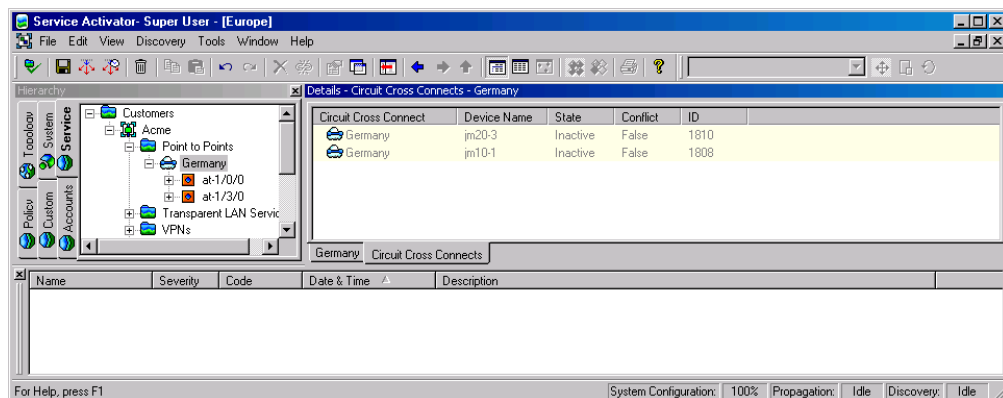 Service Activator- Super User - [Europe]
File Edit View Discovery Tools Window Help
Hierarchy
Details - Circuit Cross Connects - Germany
Topology
System
Service
Policy
Custom
Accounts
Customers
Acme
Point to Points
Germany
at-1/0/0
at-1/3/0
Transparent LAN Servic
VPNs
Circuit Cross Connect Device Name State Conflict ID
Germany jm20-3 Inactive False 1810
Germany jm10-1 Inactive False 1808
Germany Circuit Cross Connects
Name Severity Code Date & Time Description
For Help, press F1 System Configuration: 100% Propagation: Idle Discovery: Idle